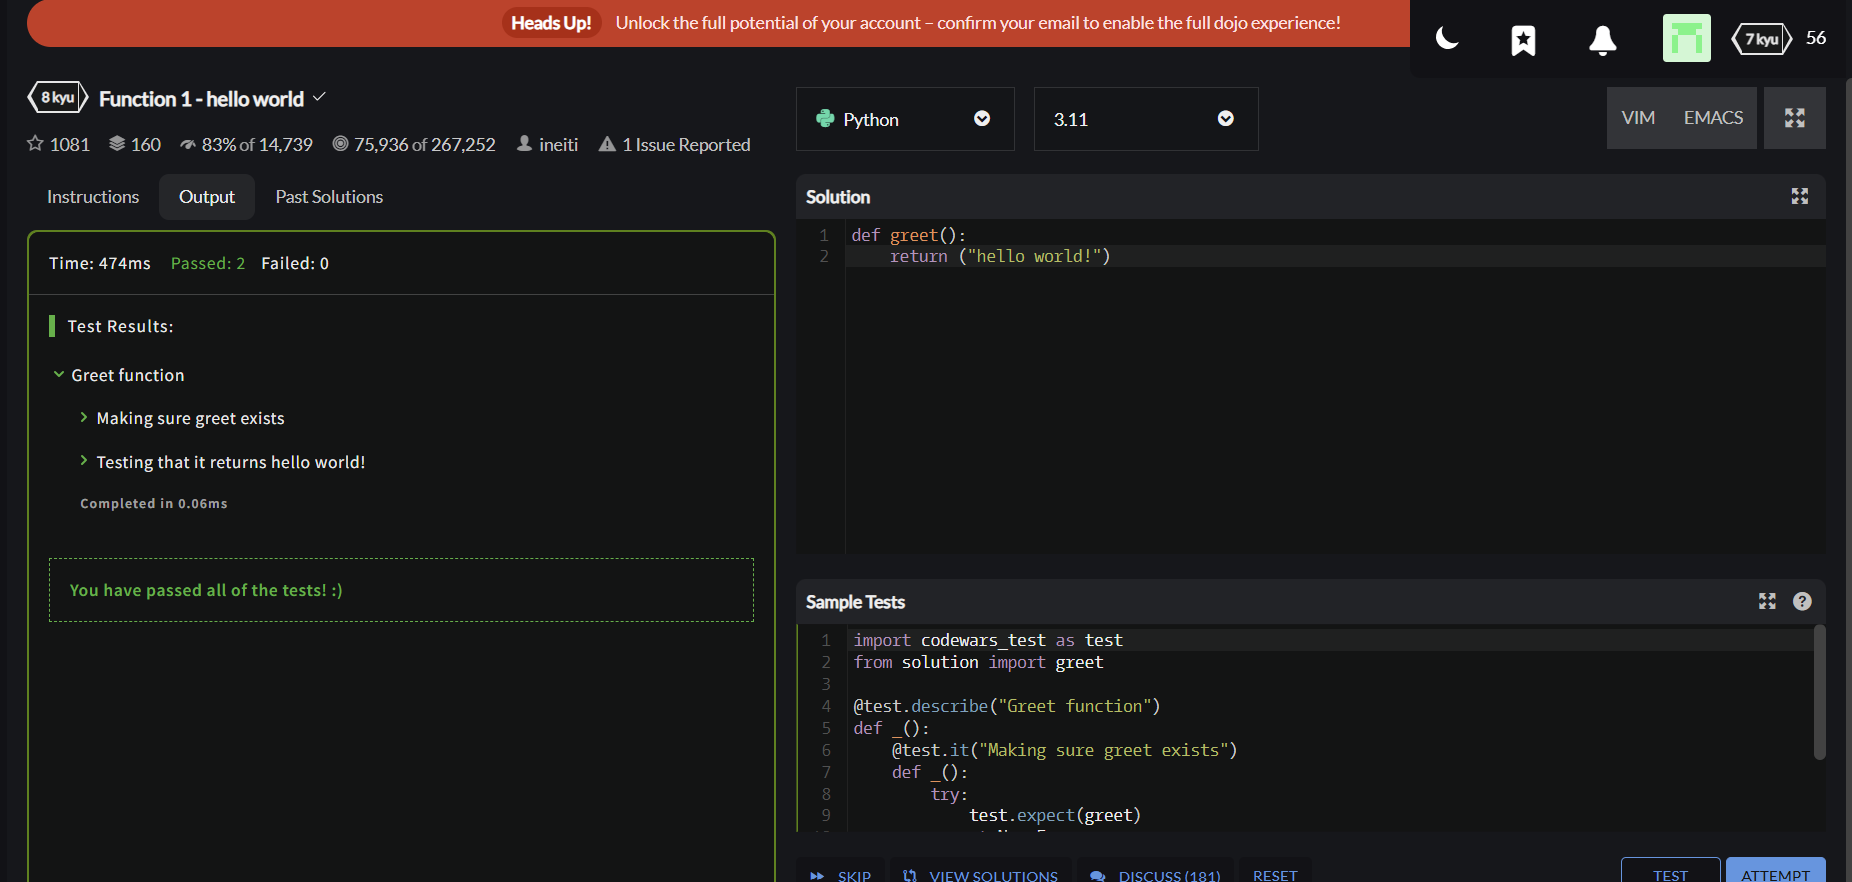 Heads Up! Unlock the full potential of your account – confirm your email to enable the full dojo experience!
7 kyu 56
8 kyu Function 1 - hello world
1081 160 83% of 14,739 75,936 of 267,252 ineiti 1 Issue Reported
Python 3.11 VIM EMACS
Instructions Output Past Solutions
Time: 474ms Passed: 2 Failed: 0
Test Results:
Greet function
Making sure greet exists
Testing that it returns hello world!
Completed in 0.06ms
You have passed all of the tests! :)
Solution
1 def greet():
2     return ("hello world!")
Sample Tests
1 import codewars_test as test
2 from solution import greet
3
4 @test.describe("Greet function")
5 def _():
6     @test.it("Making sure greet exists")
7     def _():
8         try:
9             test.expect(greet)
SKIP VIEW SOLUTIONS DISCUSS (181) RESET TEST ATTEMPT